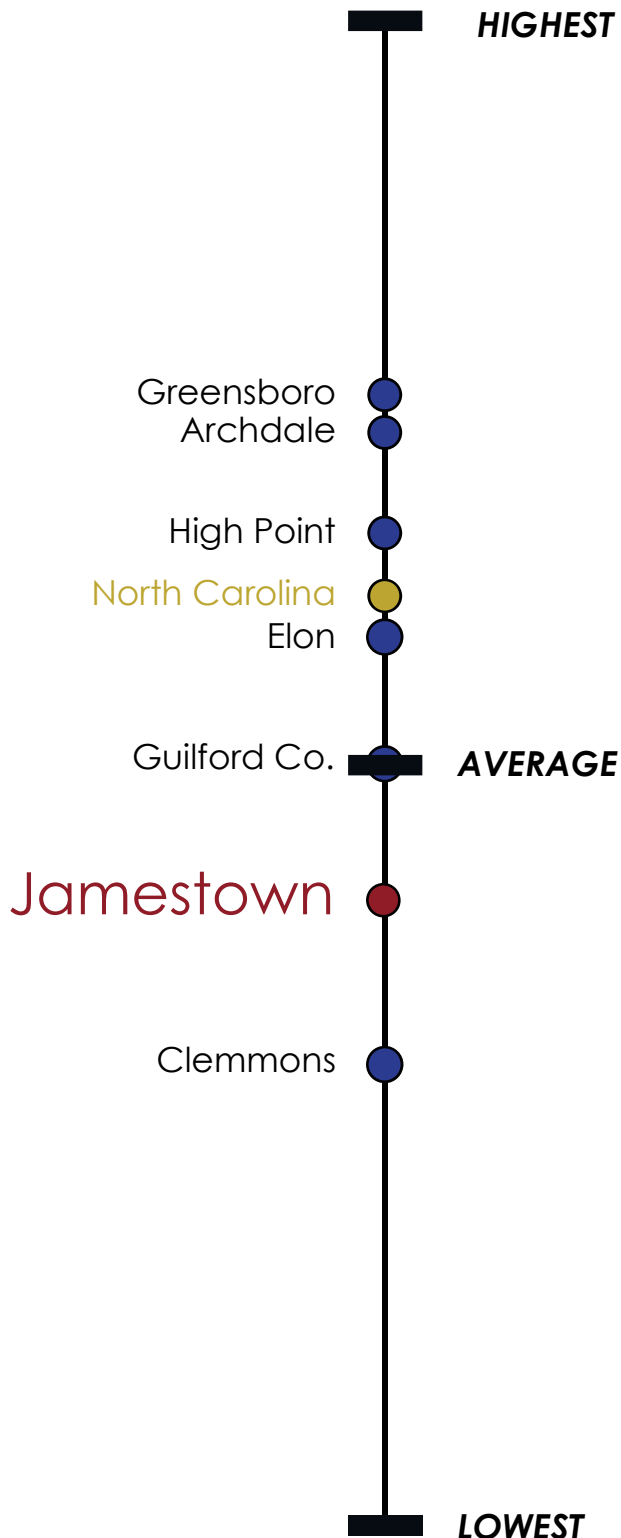 HIGHEST
Greensboro
Archdale
High Point
North Carolina
Elon
Guilford Co.
AVERAGE
Jamestown
Clemmons
LOWEST